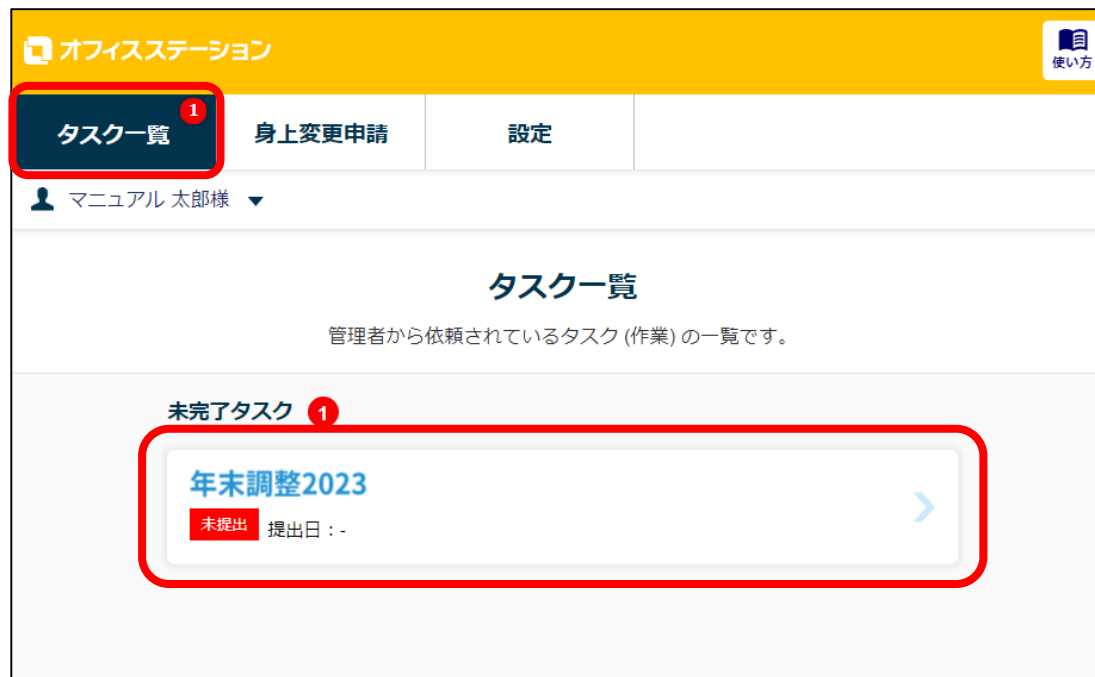 オフィスステーション
使い方
タスク一覧 1
身上変更申請
設定
マニュアル 太郎様
タスク一覧
管理者から依頼されているタスク (作業) の一覧です。
未完了タスク 1
年末調整2023
未提出 提出日：-